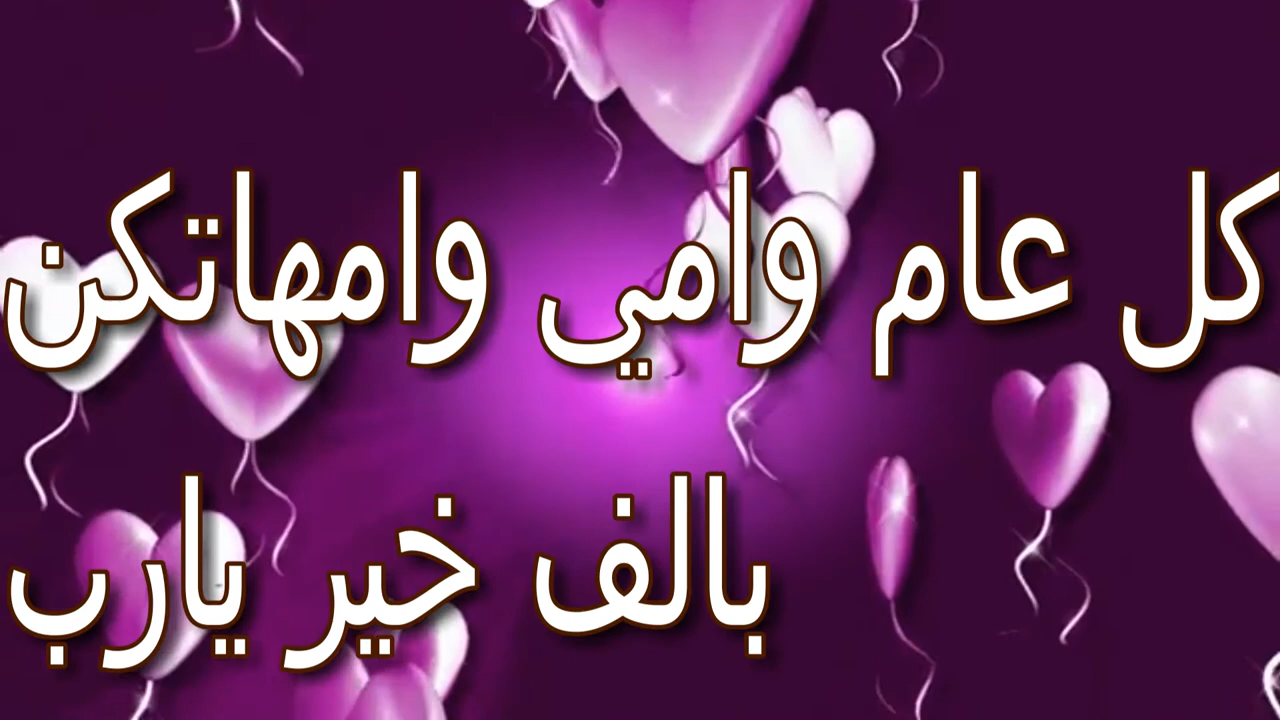 كل عام وامي وامهاتكن
بالف خير يارب